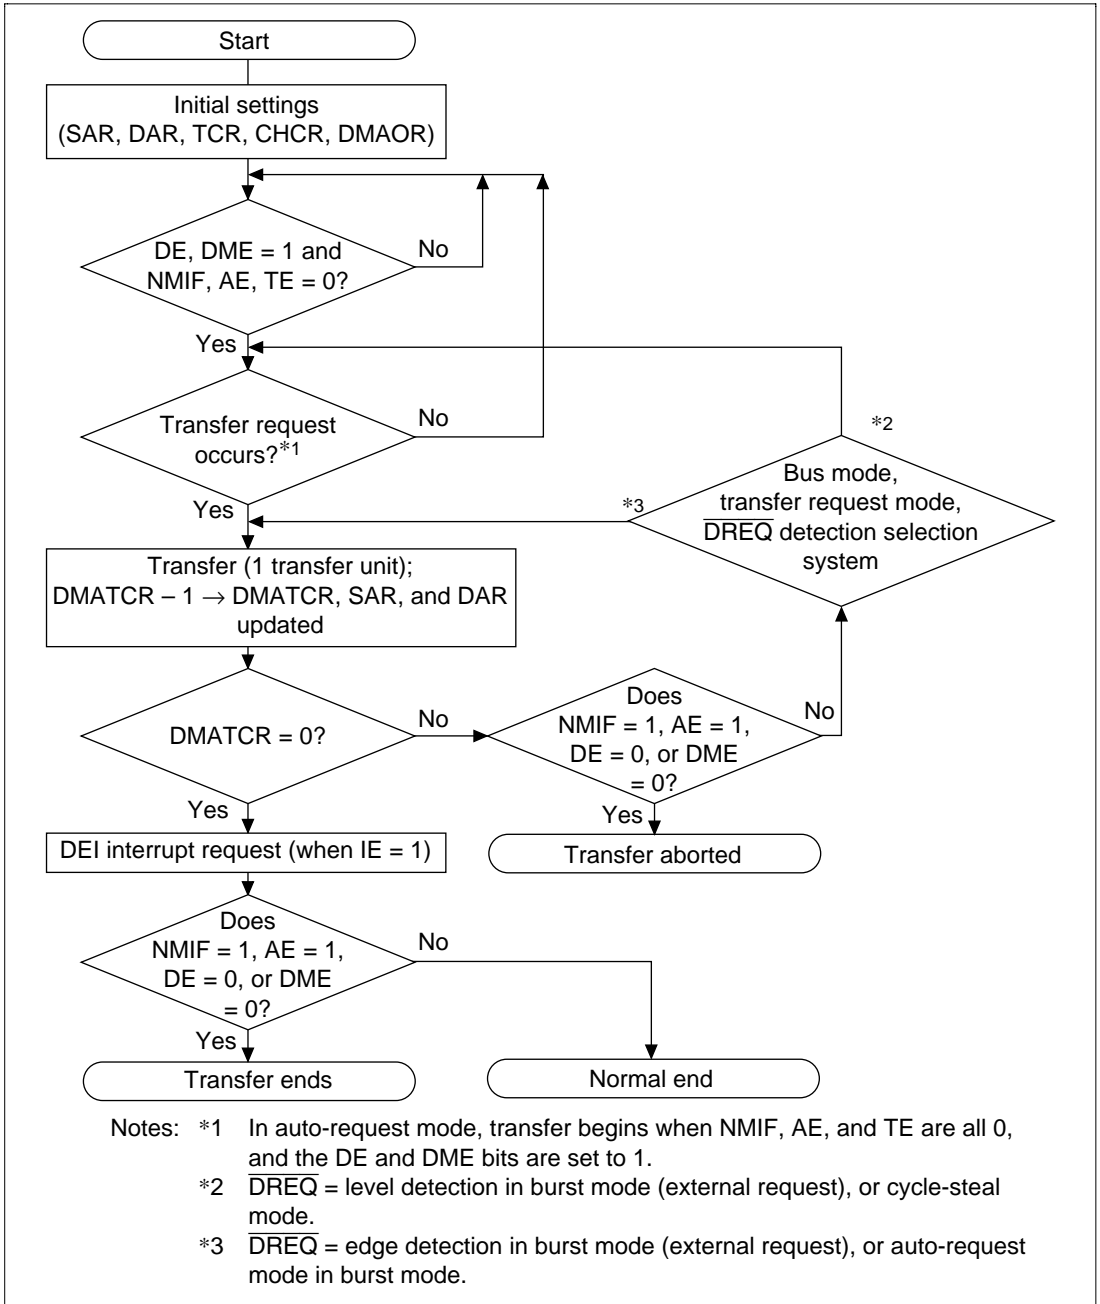 Start
Initial settings
(SAR, DAR, TCR, CHCR, DMAOR)
DE, DME = 1 and
NMIF, AE, TE = 0?
No
Yes
Transfer request
occurs?*1
No
Yes
*2
Bus mode,
transfer request mode,
DREQ detection selection
system
*3
Transfer (1 transfer unit);
DMATCR – 1 → DMATCR, SAR, and DAR
updated
DMATCR = 0?
No
Does
NMIF = 1, AE = 1,
DE = 0, or DME
= 0?
No
Yes
Yes
DEI interrupt request (when IE = 1)
Transfer aborted
Does
NMIF = 1, AE = 1,
DE = 0, or DME
= 0?
No
Yes
Transfer ends
Normal end
Notes: *1 In auto-request mode, transfer begins when NMIF, AE, and TE are all 0,
and the DE and DME bits are set to 1.
*2 DREQ = level detection in burst mode (external request), or cycle-steal
mode.
*3 DREQ = edge detection in burst mode (external request), or auto-request
mode in burst mode.